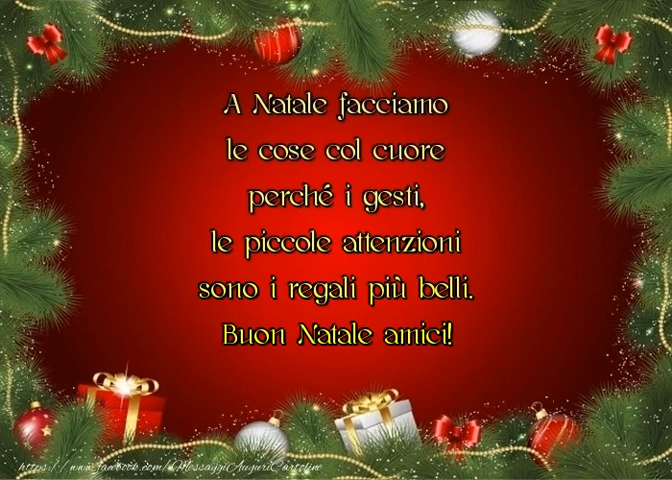 A Natale facciamo
le cose col cuore
perché i gesti,
le piccole attenzioni
sono i regali più belli.
Buon Natale amici!
https://www.facebook.com/MessaggiAuguriCartoline